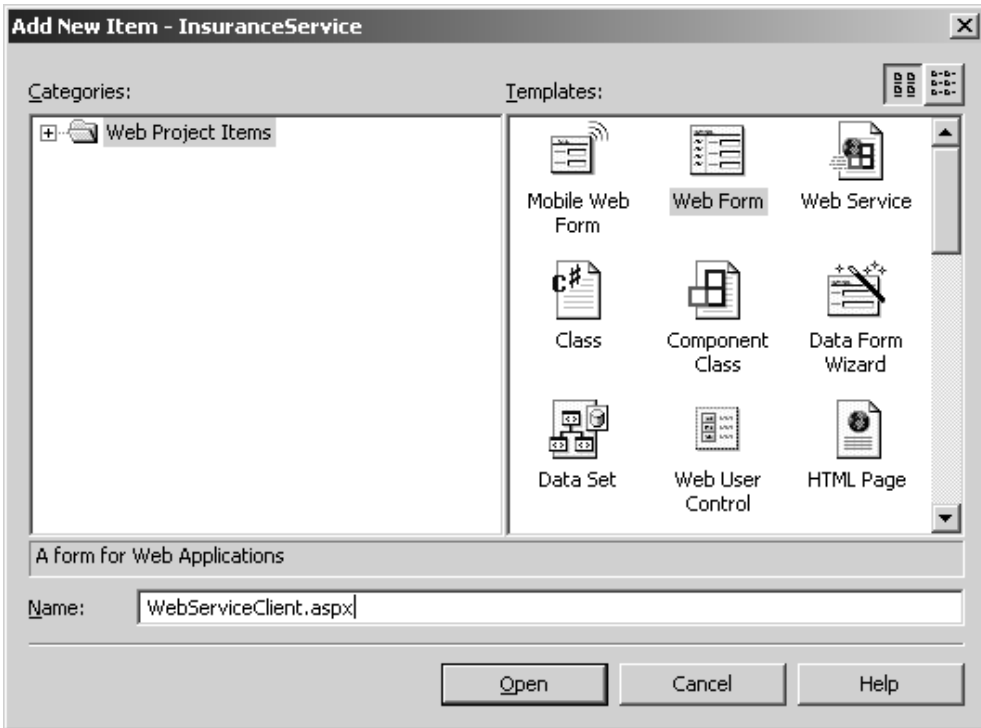 Add New Item - InsuranceService
Categories:
Templates:
Web Project Items
Mobile Web
Form
Web Form
Web Service
C#
Class
Component
Class
Data Form
Wizard
Data Set
Web User
Control
HTML Page
A form for Web Applications
Name:
WebServiceClient.aspx
Open
Cancel
Help